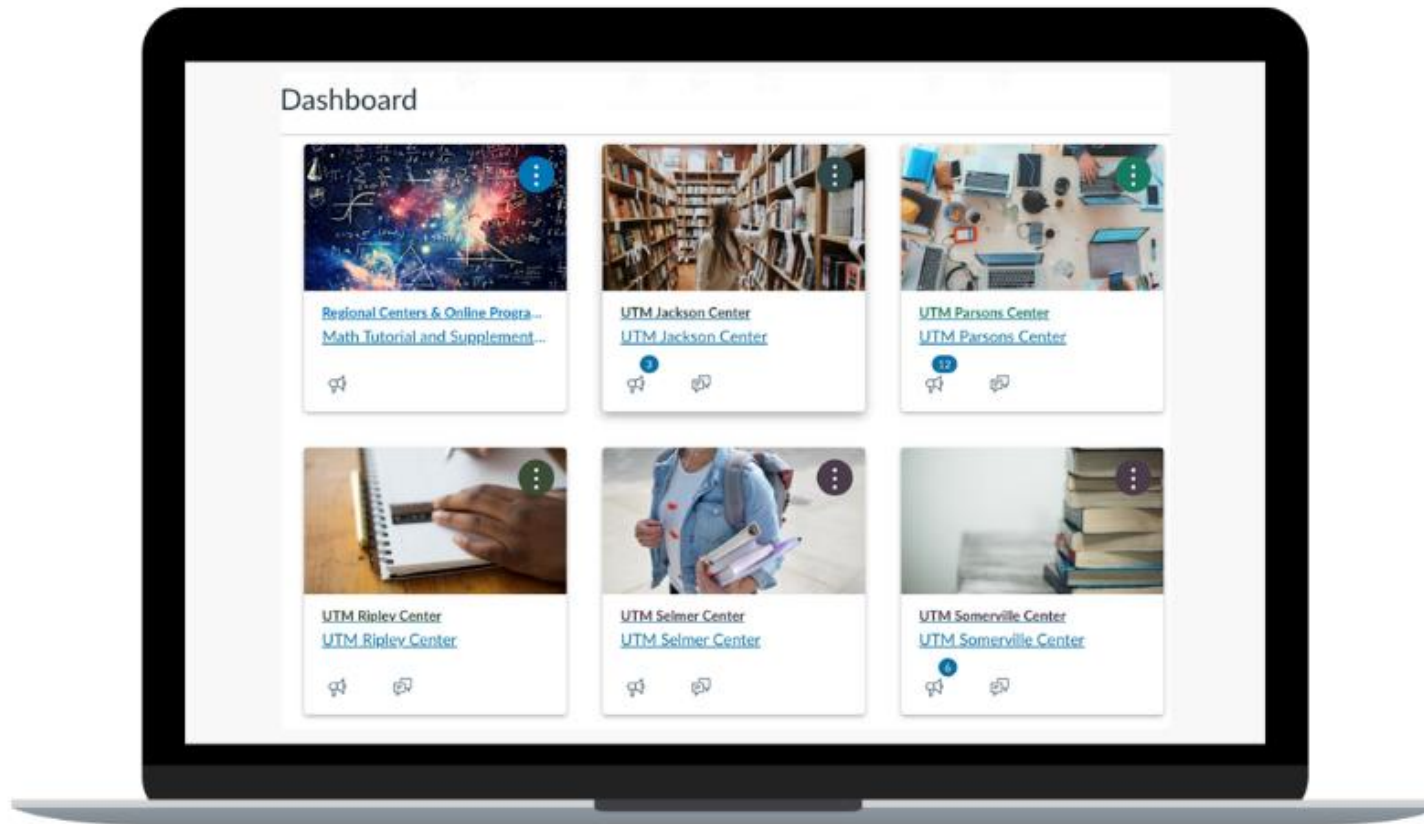 Dashboard
Regional Centers & Online Progra...
Math Tutorial and Supplement...
UTM Jackson Center
UTM Jackson Center
3
UTM Parsons Center
UTM Parsons Center
12
UTM Ripley Center
UTM Ripley Center
UTM Selmer Center
UTM Selmer Center
UTM Somerville Center
UTM Somerville Center
6